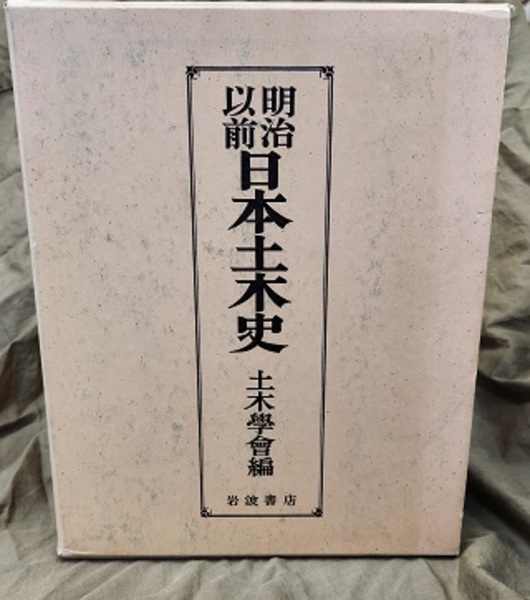 明治
以前
日本土木史
土木學會編
岩波書店